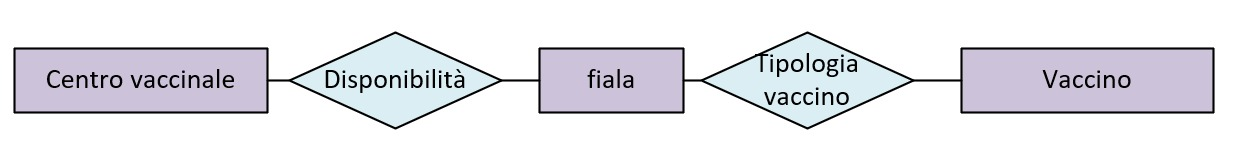 Centro vaccinale
Disponibilità
fiala
Tipologia
vaccino
Vaccino